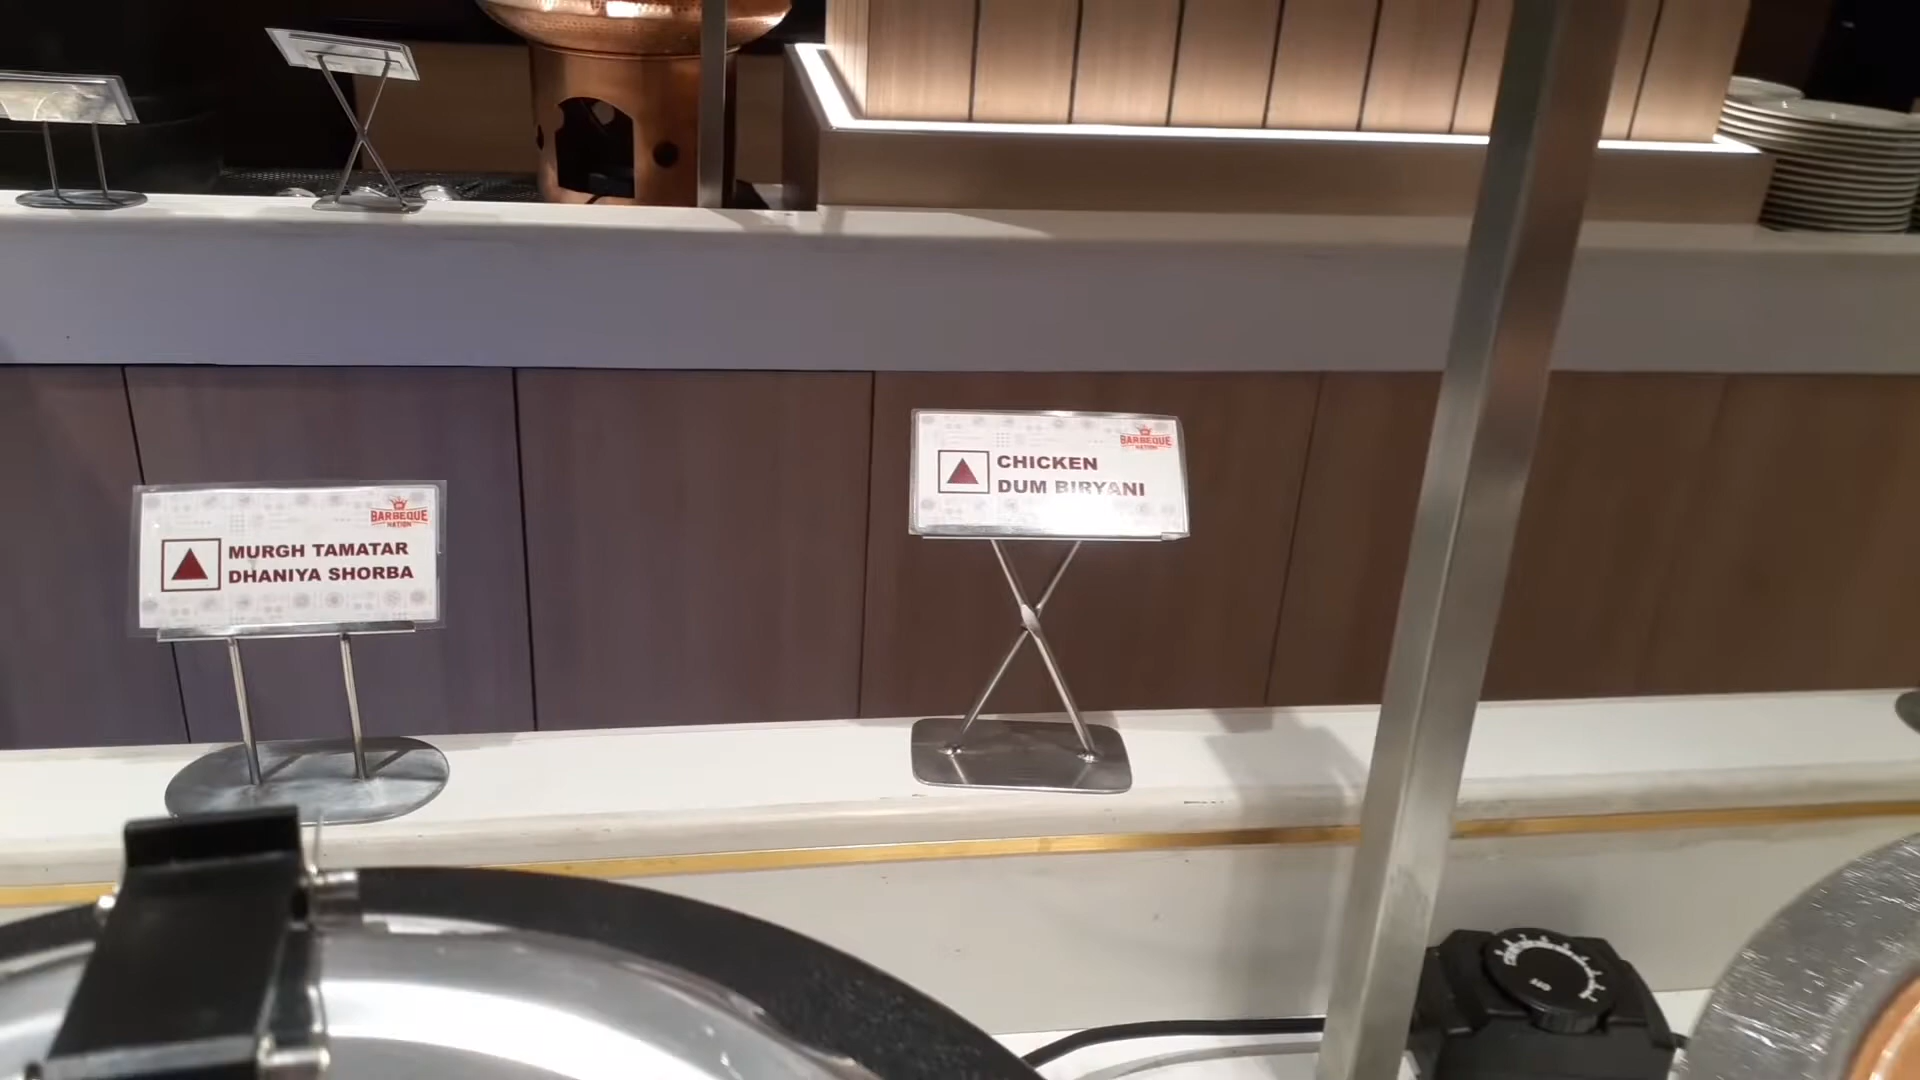 BARBEQUE
NATION
MURGH TAMATAR
DHANIYA SHORBA
BARBEQUE
NATION
CHICKEN
DUM BIRYANI